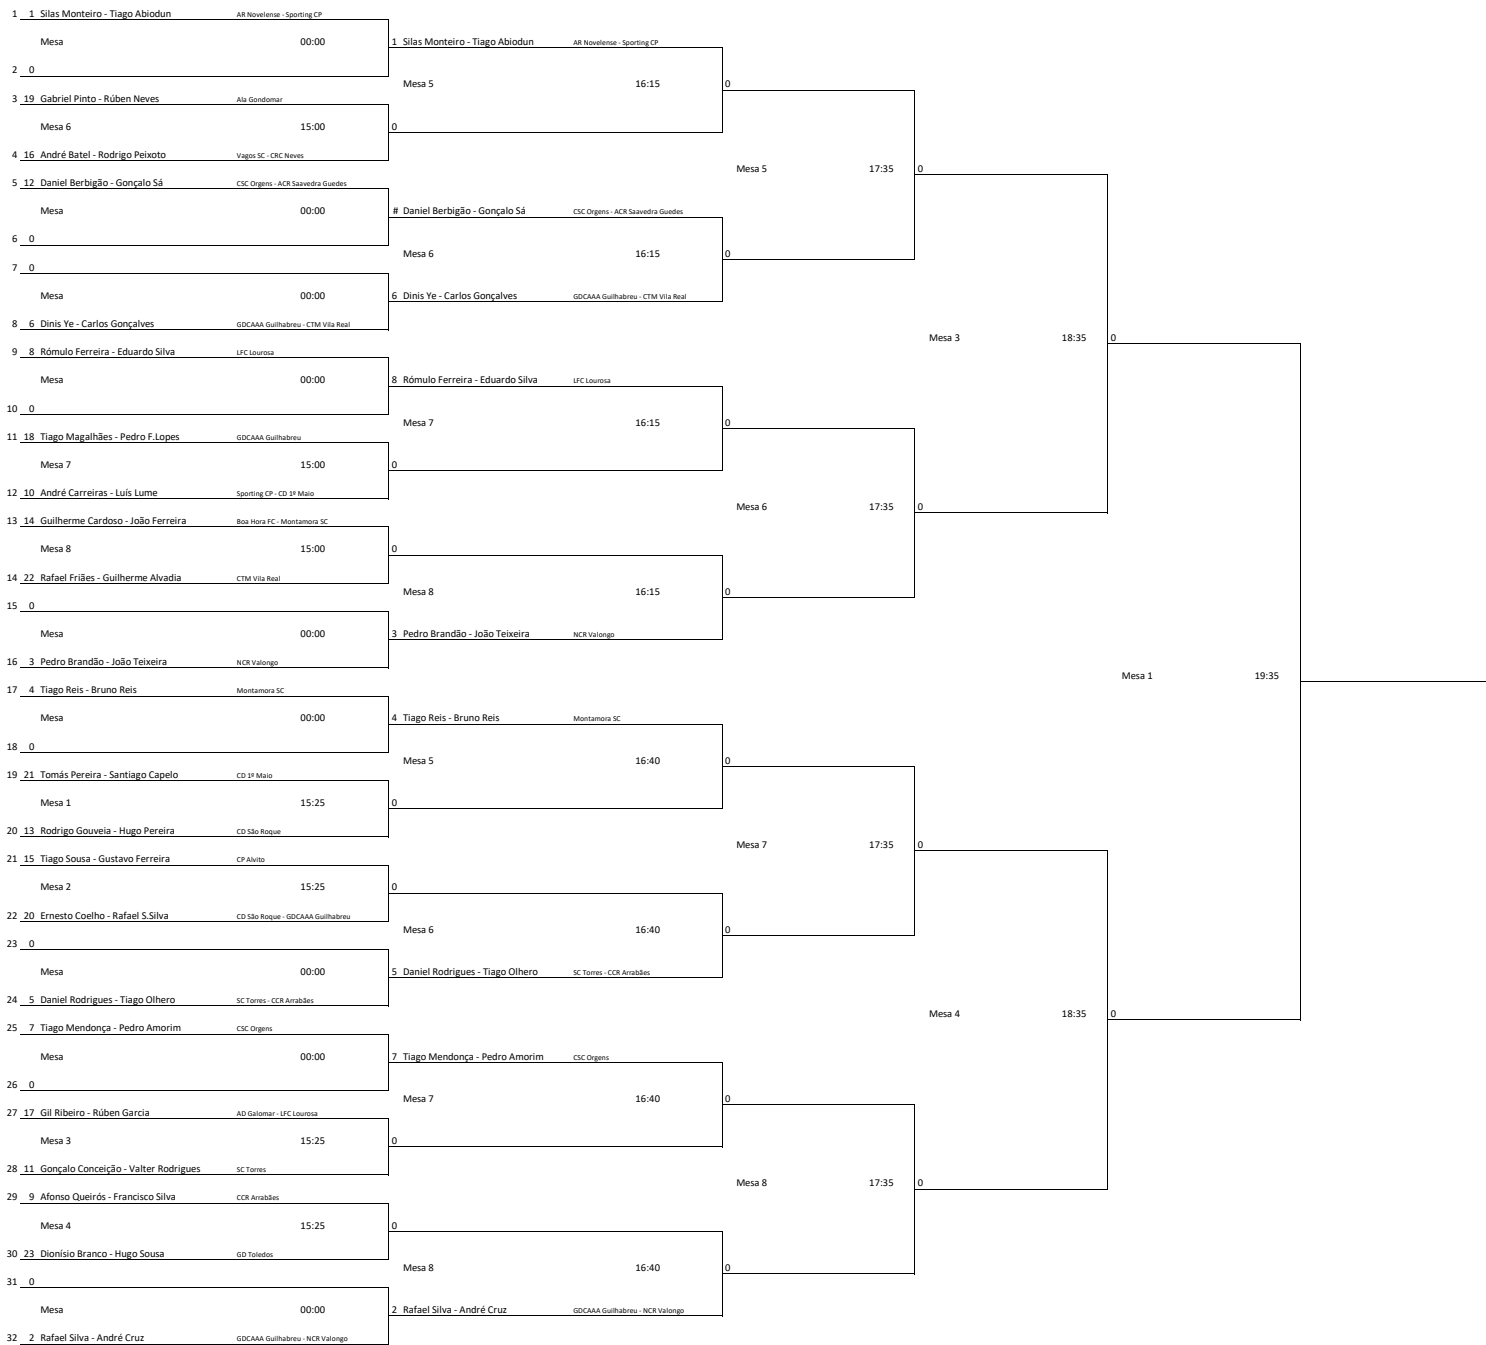 1 1 Silas Monteiro - Tiago Abiodun AR Novelense - Sporting CP
Mesa 00:00 1 Silas Monteiro - Tiago Abiodun AR Novelense - Sporting CP
2 0
Mesa 5 16:15 0
3 19 Gabriel Pinto - Rúben Neves Ala Gondomar
Mesa 6 15:00 0
4 16 André Batel - Rodrigo Peixoto Vagos SC - CRC Neves
Mesa 5 17:35 0
5 12 Daniel Berbigão - Gonçalo Sá CSC Orgens - ACR Saavedra Guedes
Mesa 00:00 # Daniel Berbigão - Gonçalo Sá CSC Orgens - ACR Saavedra Guedes
6 0
Mesa 6 16:15 0
7 0
Mesa 00:00 6 Dinis Ye - Carlos Gonçalves GDCAAA Guilhabreu - CTM Vila Real
8 6 Dinis Ye - Carlos Gonçalves GDCAAA Guilhabreu - CTM Vila Real
Mesa 3 18:35 0
9 8 Rómulo Ferreira - Eduardo Silva LFC Lourosa
Mesa 00:00 8 Rómulo Ferreira - Eduardo Silva LFC Lourosa
10 0
Mesa 7 16:15 0
11 18 Tiago Magalhães - Pedro F.Lopes GDCAAA Guilhabreu
Mesa 7 15:00 0
12 10 André Carreiras - Luís Lume Sporting CP - CD 1º Maio
Mesa 6 17:35 0
13 14 Guilherme Cardoso - João Ferreira Boa Hora FC - Montamora SC
Mesa 8 15:00 0
14 22 Rafael Friães - Guilherme Alvadia CTM Vila Real
Mesa 8 16:15 0
15 0
Mesa 00:00 3 Pedro Brandão - João Teixeira NCR Valongo
16 3 Pedro Brandão - João Teixeira NCR Valongo
Mesa 1 19:35
17 4 Tiago Reis - Bruno Reis Montamora SC
Mesa 00:00 4 Tiago Reis - Bruno Reis Montamora SC
18 0
Mesa 5 16:40 0
19 21 Tomás Pereira - Santiago Capelo CD 1º Maio
Mesa 1 15:25 0
20 13 Rodrigo Gouveia - Hugo Pereira CD São Roque
Mesa 7 17:35 0
21 15 Tiago Sousa - Gustavo Ferreira CP Alvito
Mesa 2 15:25 0
22 20 Ernesto Coelho - Rafael S.Silva CD São Roque - GDCAAA Guilhabreu
Mesa 6 16:40 0
23 0
Mesa 00:00 5 Daniel Rodrigues - Tiago Olhero SC Torres - CCR Arrabães
24 5 Daniel Rodrigues - Tiago Olhero SC Torres - CCR Arrabães
Mesa 4 18:35 0
25 7 Tiago Mendonça - Pedro Amorim CSC Orgens
Mesa 00:00 7 Tiago Mendonça - Pedro Amorim CSC Orgens
26 0
Mesa 7 16:40 0
27 17 Gil Ribeiro - Rúben Garcia AD Galomar - LFC Lourosa
Mesa 3 15:25 0
28 11 Gonçalo Conceição - Valter Rodrigues SC Torres
Mesa 8 17:35 0
29 9 Afonso Queirós - Francisco Silva CCR Arrabães
Mesa 4 15:25 0
30 23 Dionísio Branco - Hugo Sousa GD Toledos
Mesa 8 16:40 0
31 0
Mesa 00:00 2 Rafael Silva - André Cruz GDCAAA Guilhabreu - NCR Valongo
32 2 Rafael Silva - André Cruz GDCAAA Guilhabreu - NCR Valongo